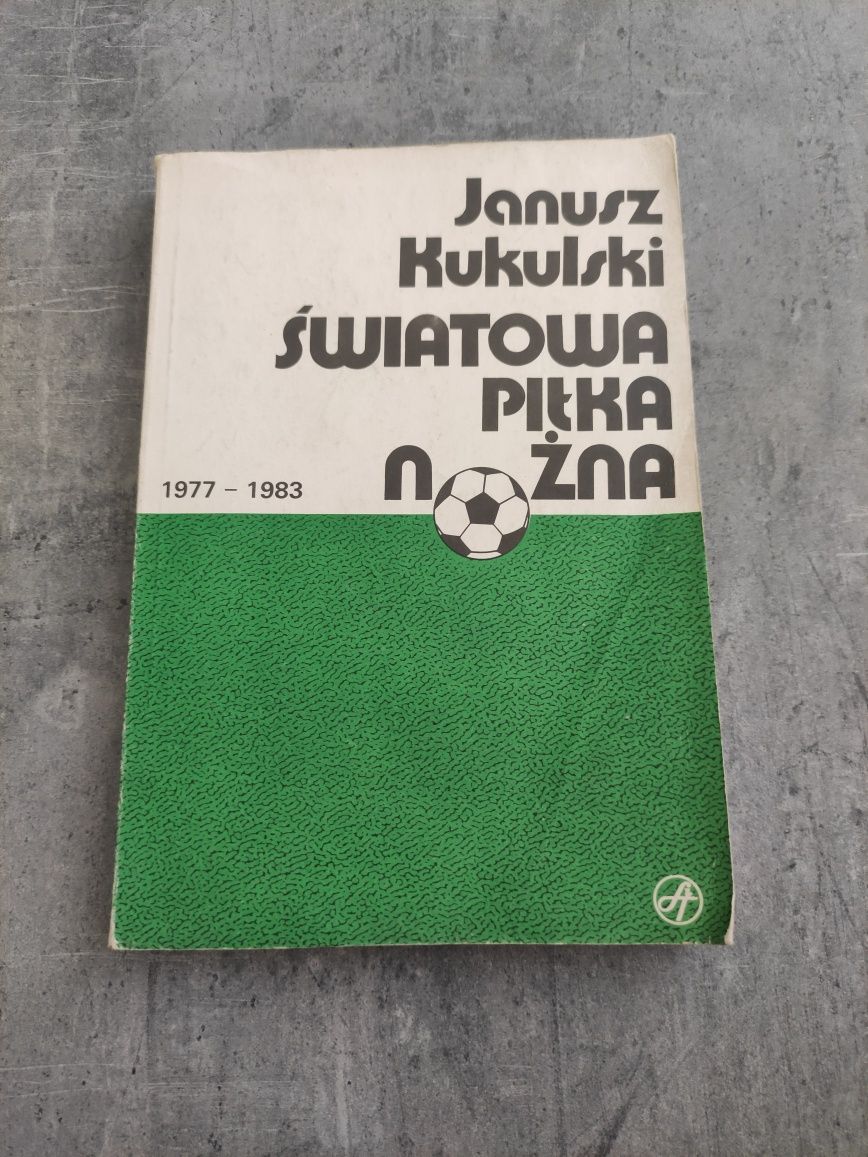 Janusz
Kukulski
ŚWIATOWA
PIŁKA
NOŻNA
1977 – 1983